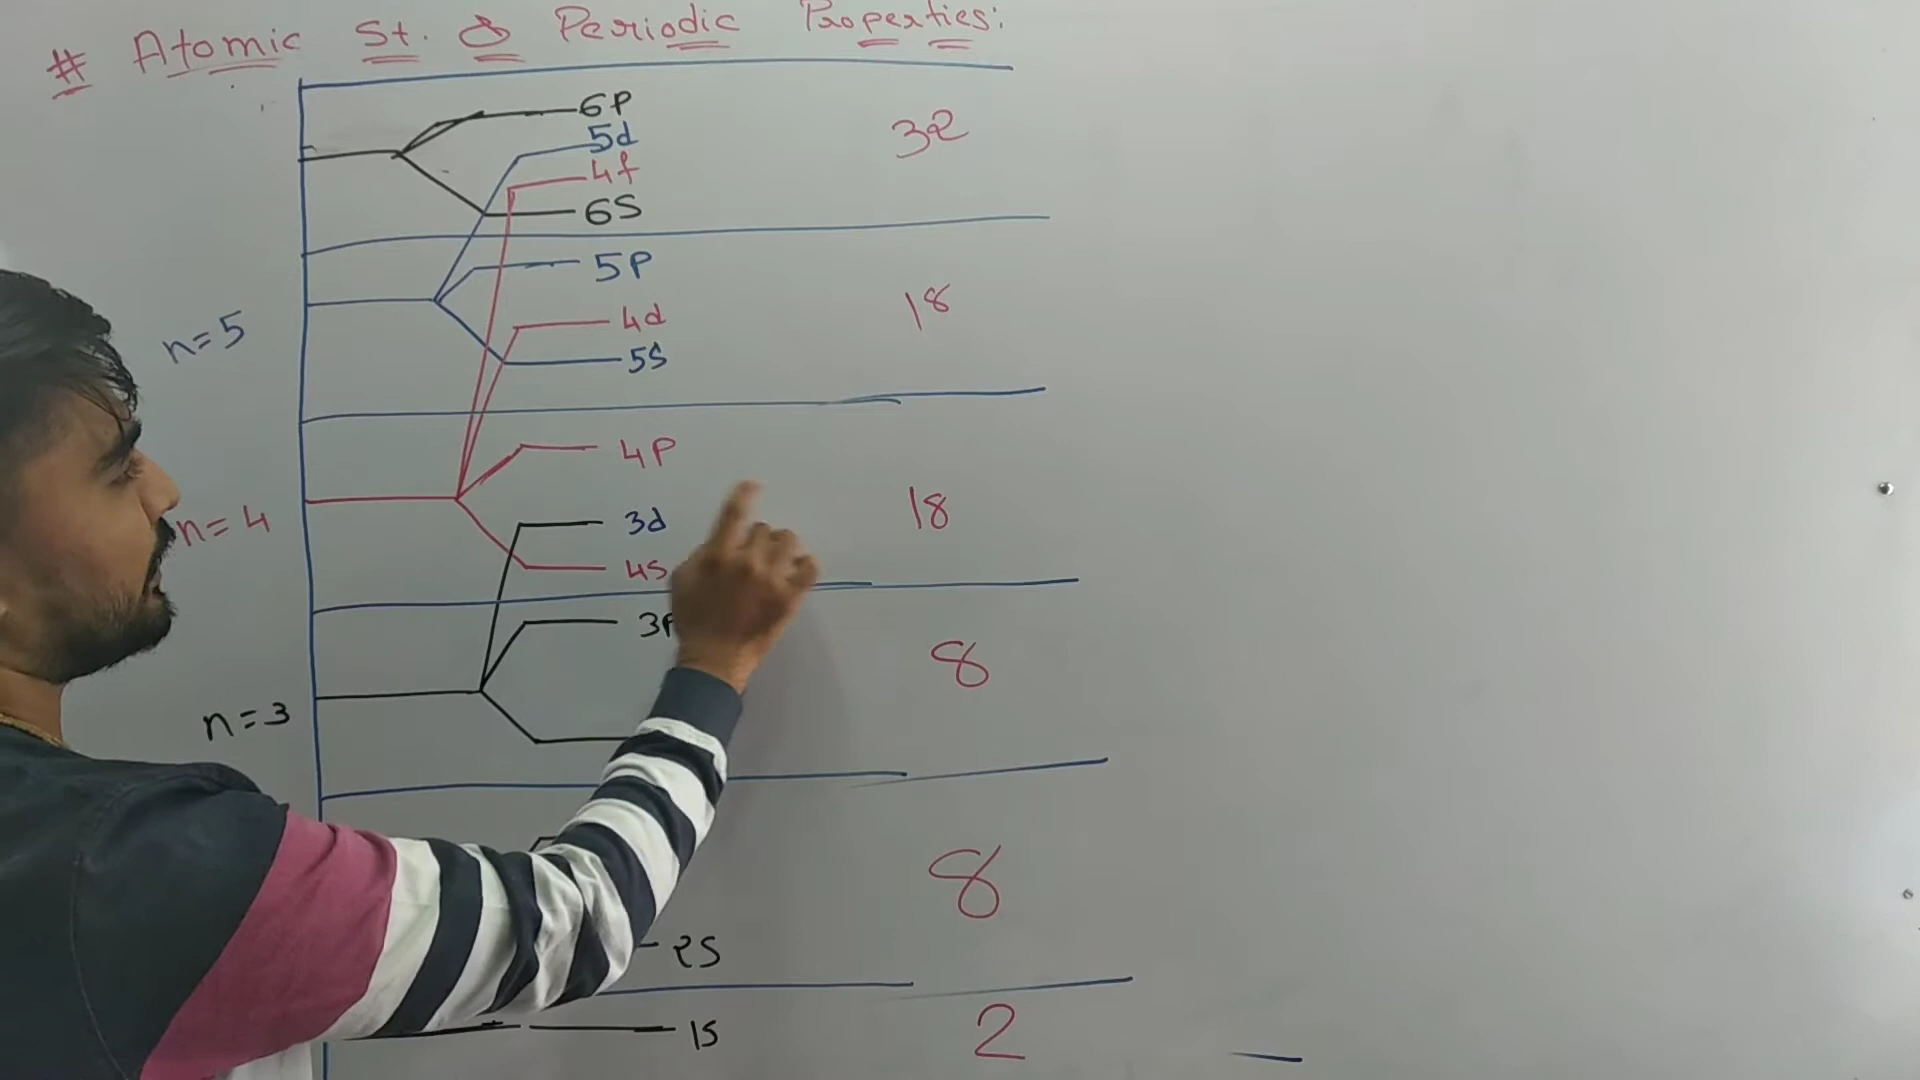 # Atomic St. & Periodic Properties:
6P
5d
32
4f
6S
5P
18
4d
n=5
5S
4P
n=4
3d
18
4S
3P
8
n=3
8
2S
1S
2